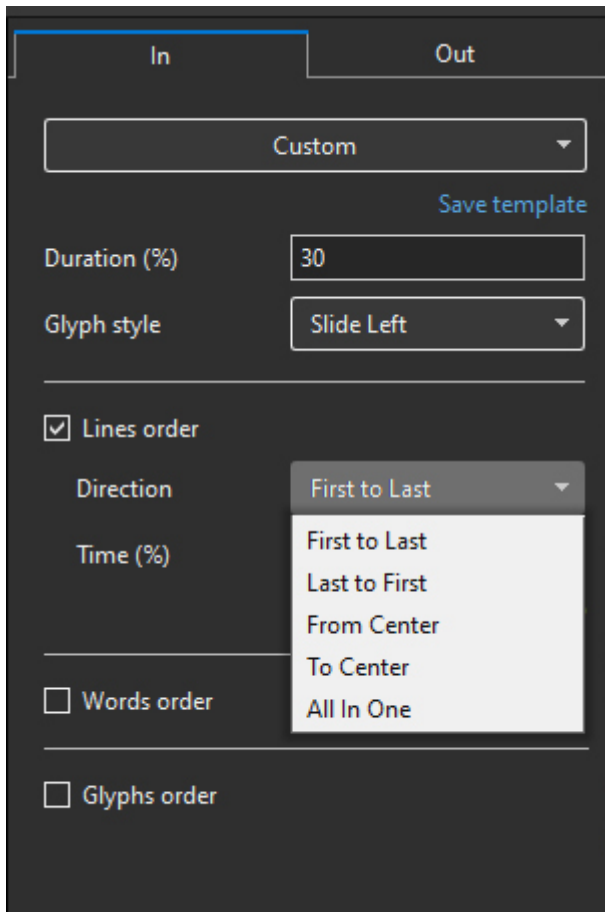 In Out
Custom
Save template
Duration (%) 30
Glyph style Slide Left
Lines order
Direction First to Last
Time (%)
First to Last
Last to First
From Center
To Center
All In One
Words order
Glyphs order